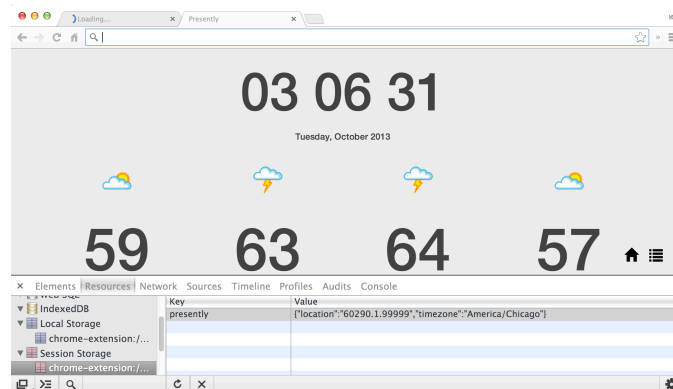 Loading...
Presently
03 06 31
Tuesday, October 2013
59 63 64 57
Elements Resources Network Sources Timeline Profiles Audits Console
Web SQL
IndexedDB
Local Storage
chrome-extension:/...
Session Storage
chrome-extension:/...
Key Value
presently {"location":"60290.1.99999","timezone":"America/Chicago"}